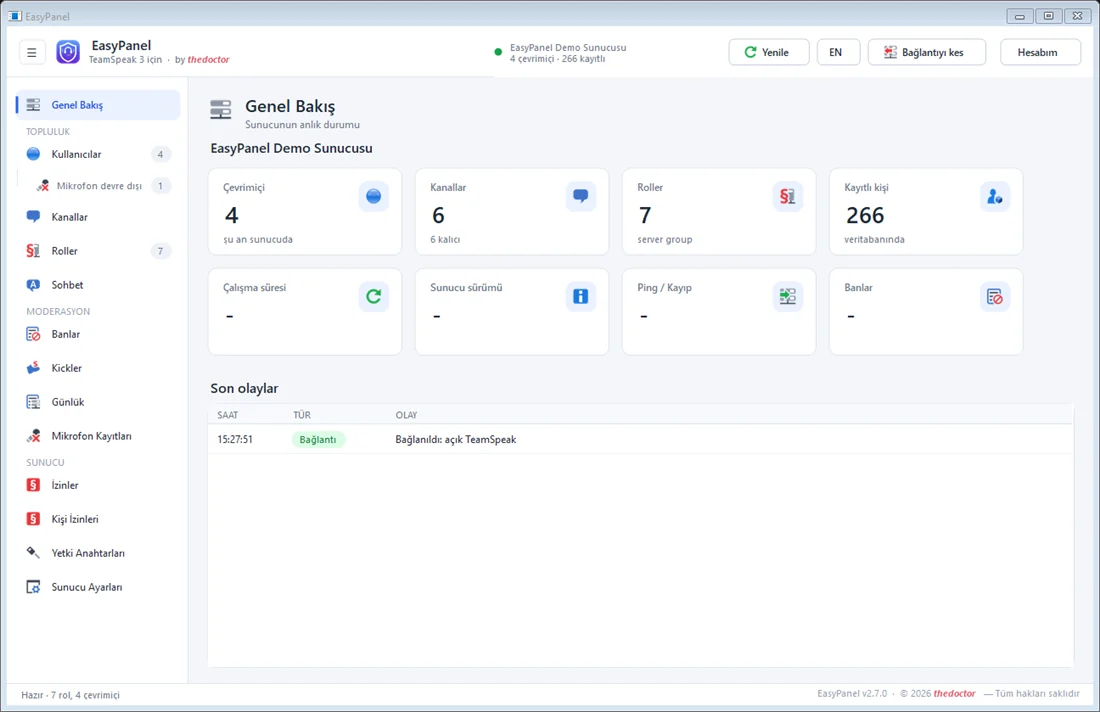 EasyPanel
EasyPanel
TeamSpeak 3 için · by thedoctor
EasyPanel Demo Sunucusu
4 çevrimiçi · 266 kayıtlı
Yenile
EN
Bağlantıyı kes
Hesabım
Genel Bakış
TOPLULUK
Kullanıcılar 4
Mikrofon devre dışı 1
Kanallar
Roller 7
Sohbet
MODERASYON
Banlar
Kickler
Günlük
Mikrofon Kayıtları
SUNUCU
İzinler
Kişi İzinleri
Yetki Anahtarları
Sunucu Ayarları
Genel Bakış
Sunucunun anlık durumu
EasyPanel Demo Sunucusu
Çevrimiçi
4
şu an sunucuda
Kanallar
6
6 kalıcı
Roller
7
server group
Kayıtlı kişi
266
veritabanında
Çalışma süresi
-
Sunucu sürümü
-
Ping / Kayıp
-
Banlar
-
Son olaylar
SAAT TÜR OLAY
15:27:51 Bağlantı Bağlanıldı: açık TeamSpeak
Hazır · 7 rol, 4 çevrimiçi
EasyPanel v2.7.0 · © 2026 thedoctor — Tüm hakları saklıdır